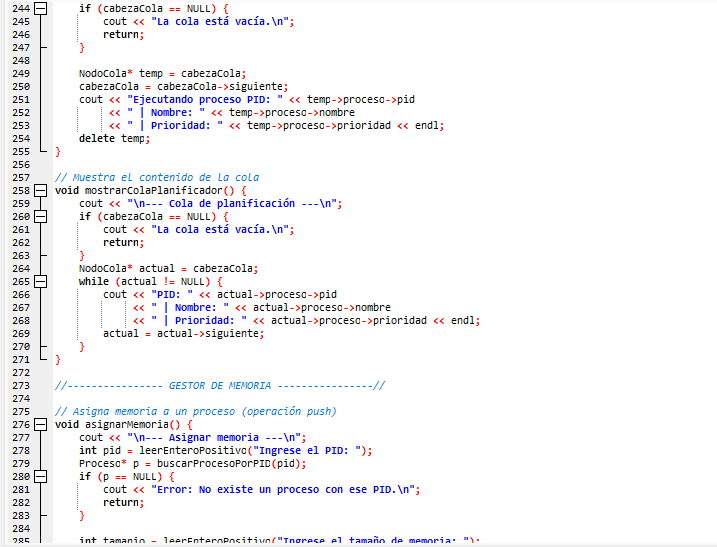 244 if (cabezaCola == NULL) {
245 cout << "La cola está vacía.\n";
246 return;
247 }
248
249 NodoCola* temp = cabezaCola;
250 cabezaCola = cabezaCola->siguiente;
251 cout << "Ejecutando proceso PID: " << temp->proceso->pid
252 << " | Nombre: " << temp->proceso->nombre
253 << " | Prioridad: " << temp->proceso->prioridad << endl;
254 delete temp;
255 }
256
257 // Muestra el contenido de la cola
258 void mostrarColaPlanificador() {
259 cout << "\n--- Cola de planificación ---\n";
260 if (cabezaCola == NULL) {
261 cout << "La cola está vacía.\n";
262 return;
263 }
264 NodoCola* actual = cabezaCola;
265 while (actual != NULL) {
266 cout << "PID: " << actual->proceso->pid
267 << " | Nombre: " << actual->proceso->nombre
268 << " | Prioridad: " << actual->proceso->prioridad << endl;
269 actual = actual->siguiente;
270 }
271 }
272
273 //---------------- GESTOR DE MEMORIA ----------------//
274
275 // Asigna memoria a un proceso (operación push)
276 void asignarMemoria() {
277 cout << "\n--- Asignar memoria ---\n";
278 int pid = leerEnteroPositivo("Ingrese el PID: ");
279 Proceso* p = buscarProcesoPorPID(pid);
280 if (p == NULL) {
281 cout << "Error: No existe un proceso con ese PID.\n";
282 return;
283 }
284
285 int tamanio = leerEnteroPositivo("Ingrese el tamaño de memoria: ");